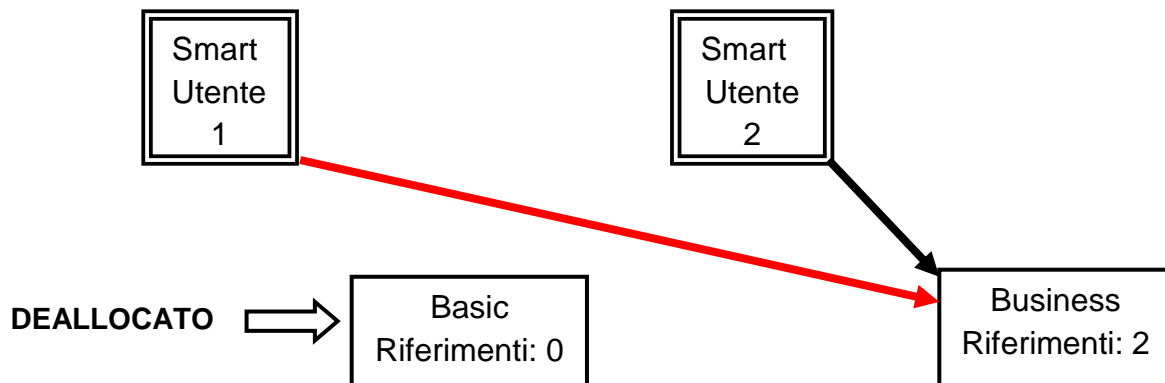 Smart
Utente
1
Smart
Utente
2
DEALLOCATO
Basic
Riferimenti: 0
Business
Riferimenti: 2